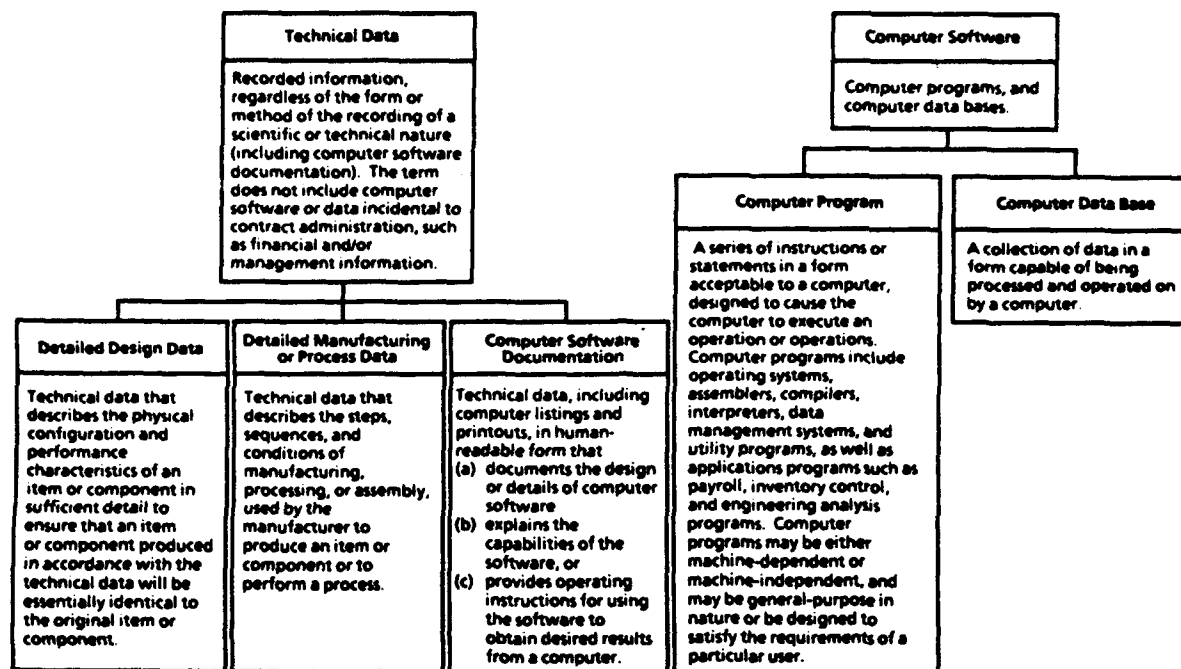 Technical Data
Recorded information,
regardless of the form or
method of the recording of a
scientific or technical nature
(including computer software
documentation). The term
does not include computer
software or data incidental to
contract administration, such
as financial and/or
management information.
Computer Software
Computer programs, and
computer data bases.
Detailed Design Data
Technical data that
describes the physical
configuration and
performance
characteristics of an
item or component in
sufficient detail to
ensure that an item
or component produced
in accordance with the
technical data will be
essentially identical to
the original item or
component.
Detailed Manufacturing
or Process Data
Technical data that
describes the steps,
sequences, and
conditions of
manufacturing,
processing, or assembly,
used by the
manufacturer to
produce an item or
component or to
perform a process.
Computer Software
Documentation
Technical data, including
computer listings and
printouts, in human-
readable form that
(a) documents the design
or details of computer
software
(b) explains the
capabilities of the
software, or
(c) provides operating
instructions for using
the software to
obtain desired results
from a computer.
Computer Program
A series of instructions or
statements in a form
acceptable to a computer,
designed to cause the
computer to execute an
operation or operations.
Computer programs include
operating systems,
assemblers, compilers,
interpreters, data
management systems, and
utility programs, as well as
applications programs such as
payroll, inventory control,
and engineering analysis
programs. Computer
programs may be either
machine-dependent or
machine-independent, and
may be general-purpose in
nature or be designed to
satisfy the requirements of a
particular user.
Computer Data Base
A collection of data in a
form capable of being
processed and operated on
by a computer.